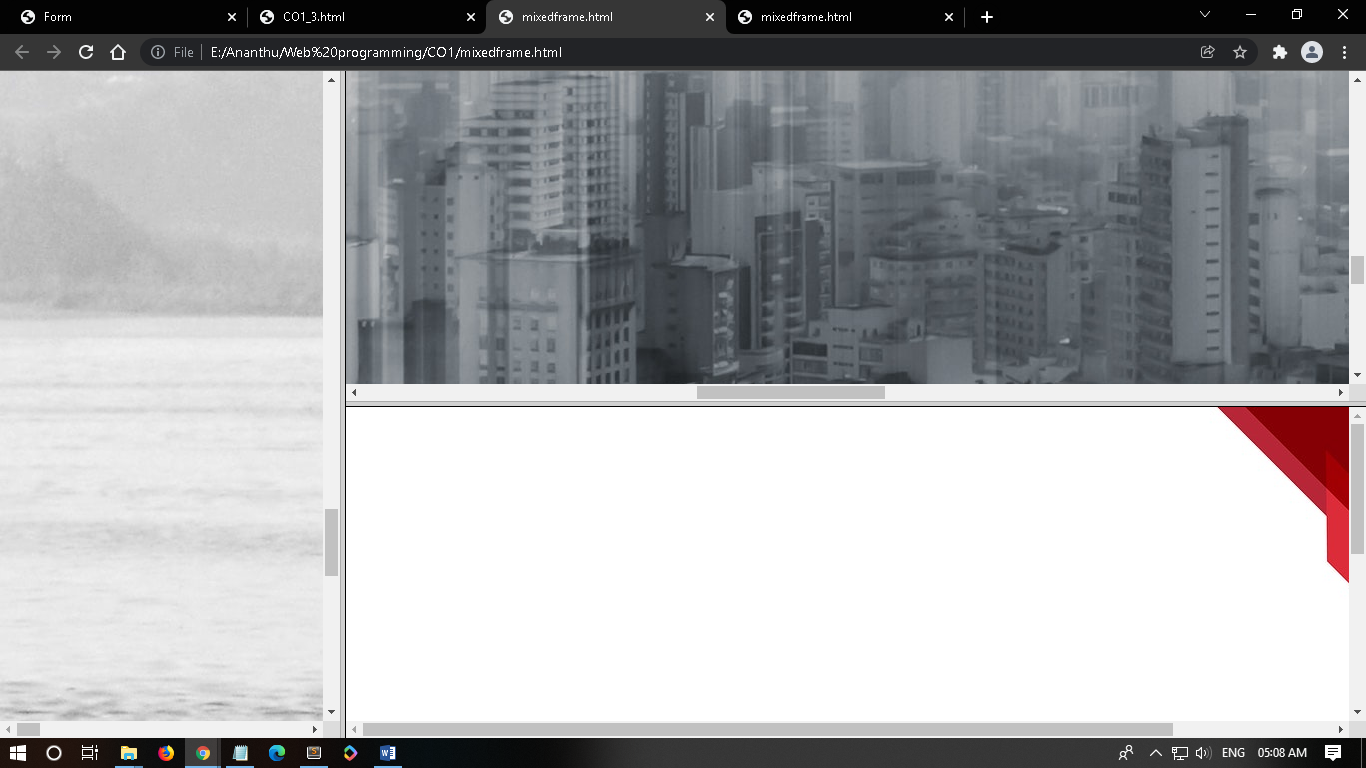 Form
CO1_3.html
mixedframe.html
mixedframe.html
File
E:/Ananthu/Web%20programming/CO1/mixedframe.html
ENG
05:08 AM